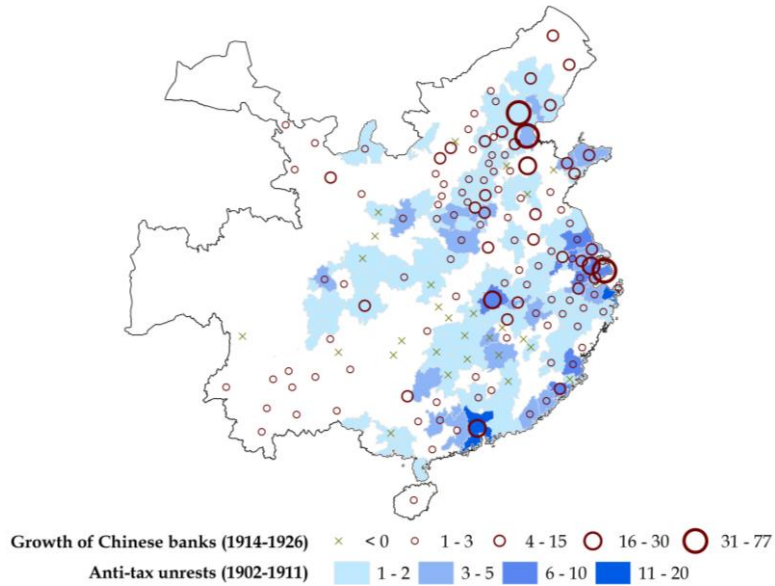 Growth of Chinese banks (1914-1926) < 0 1 - 3 4 - 15 16 - 30 31 - 77
Anti-tax unrests (1902-1911) 1 - 2 3 - 5 6 - 10 11 - 20